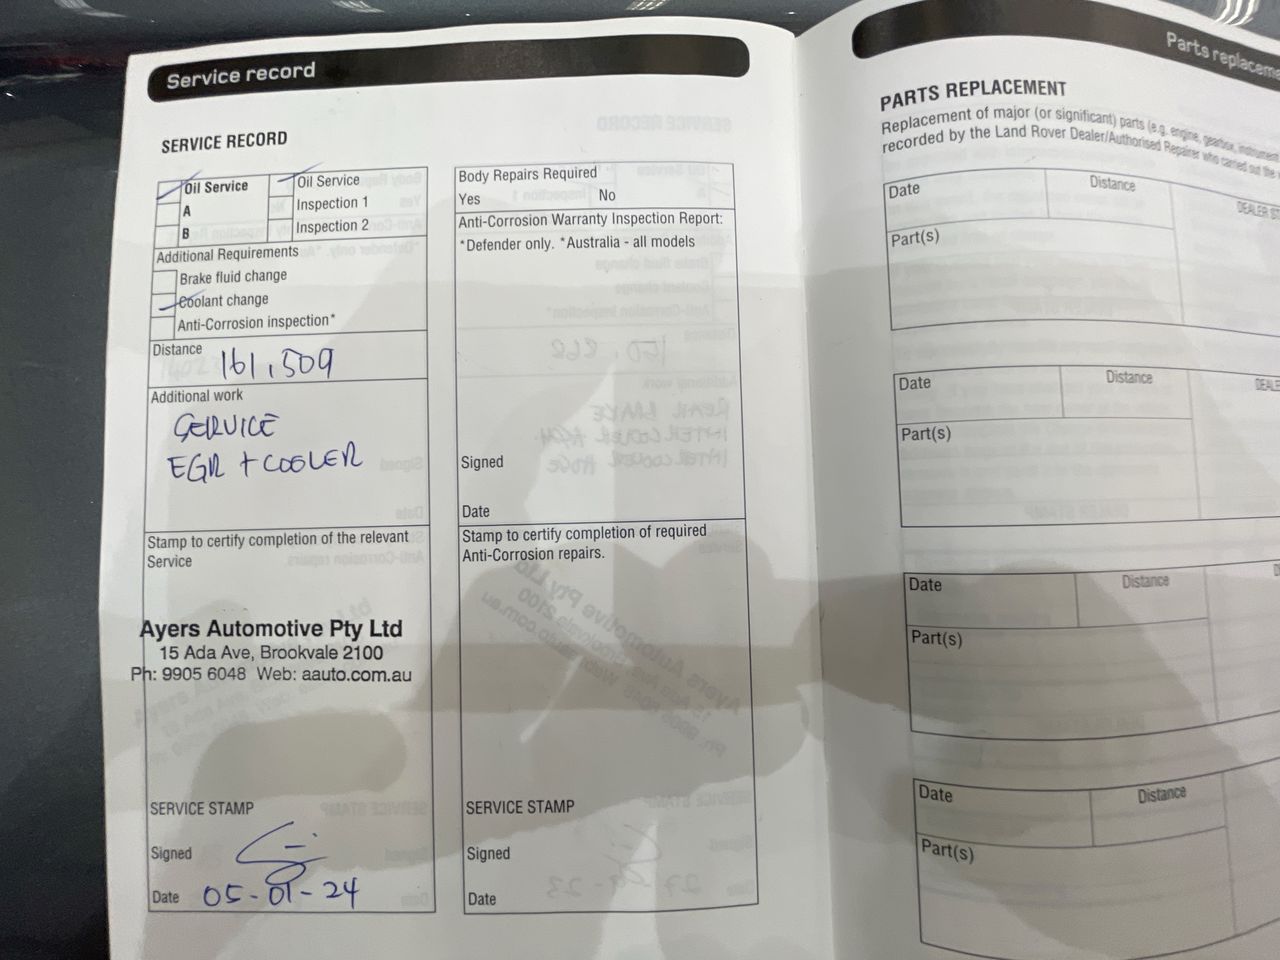 Service record
SERVICE RECORD
Oil Service
A
B
Oil Service
Inspection 1
Inspection 2
Additional Requirements
Brake fluid change
Coolant change
Anti-Corrosion inspection*
Distance 161,509
Additional work
SERVICE
EGR + COOLER
Stamp to certify completion of the relevant
Service
Ayers Automotive Pty Ltd
15 Ada Ave, Brookvale 2100
Ph: 9905 6048 Web: aauto.com.au
SERVICE STAMP
Signed
Date 05-01-24
Body Repairs Required
Yes No
Anti-Corrosion Warranty Inspection Report:
*Defender only. *Australia - all models
Signed
Date
Stamp to certify completion of required
Anti-Corrosion repairs.
SERVICE STAMP
Signed
Date
Parts replaceme
PARTS REPLACEMENT
Replacement of major (or significant) parts (e.g. engine, gearbox, instrument
recorded by the Land Rover Dealer/Authorised Repairer who carried out the
Date Distance DEALER
Part(s)
Date Distance DEALE
Part(s)
Date Distance
Part(s)
Date Distance
Part(s)